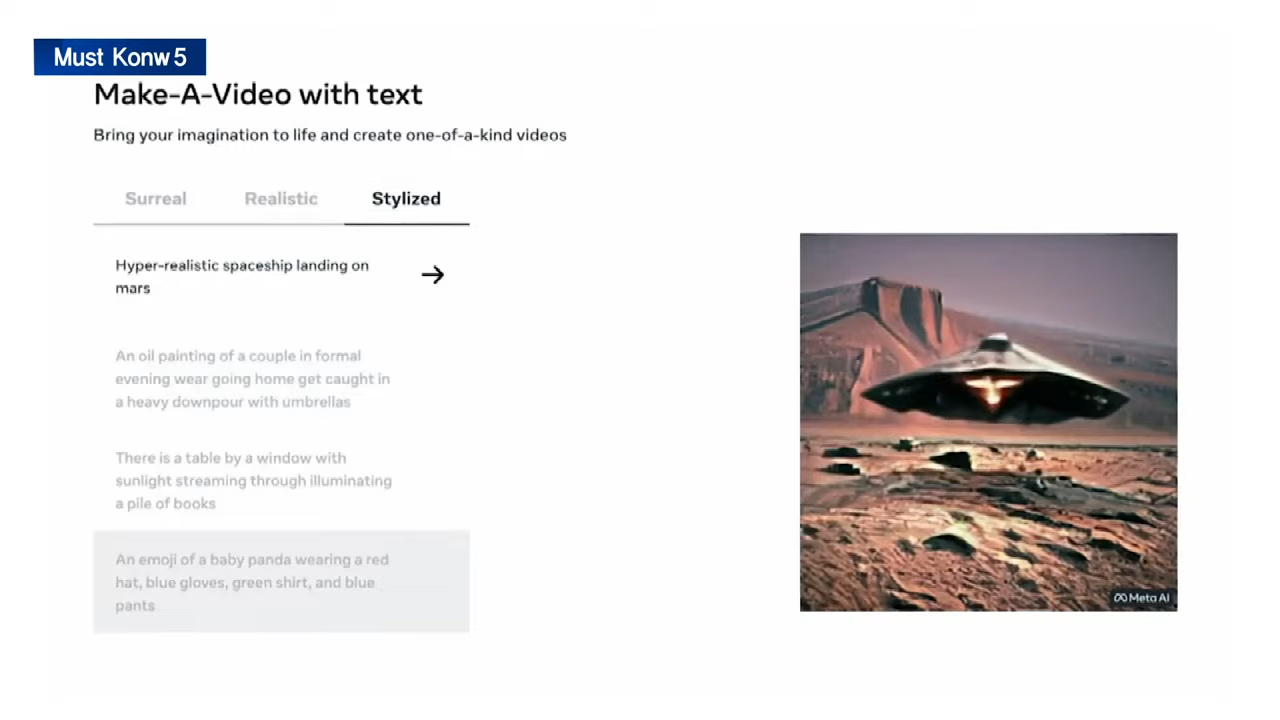 Must Konw 5
Make-A-Video with text
Bring your imagination to life and create one-of-a-kind videos
Surreal Realistic Stylized
Hyper-realistic spaceship landing on
mars
An oil painting of a couple in formal
evening wear going home get caught in
a heavy downpour with umbrellas
There is a table by a window with
sunlight streaming through illuminating
a pile of books
An emoji of a baby panda wearing a red
hat, blue gloves, green shirt, and blue
pants
Meta AI